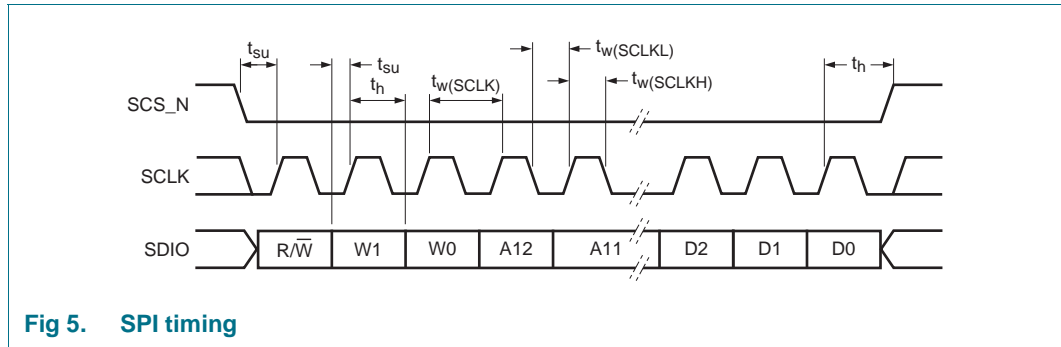 tsu
tsu
th
tw(SCLK)
tw(SCLKL)
tw(SCLKH)
th
SCS_N
SCLK
SDIO
R/W̅
W1
W0
A12
A11
D2
D1
D0
Fig 5. SPI timing